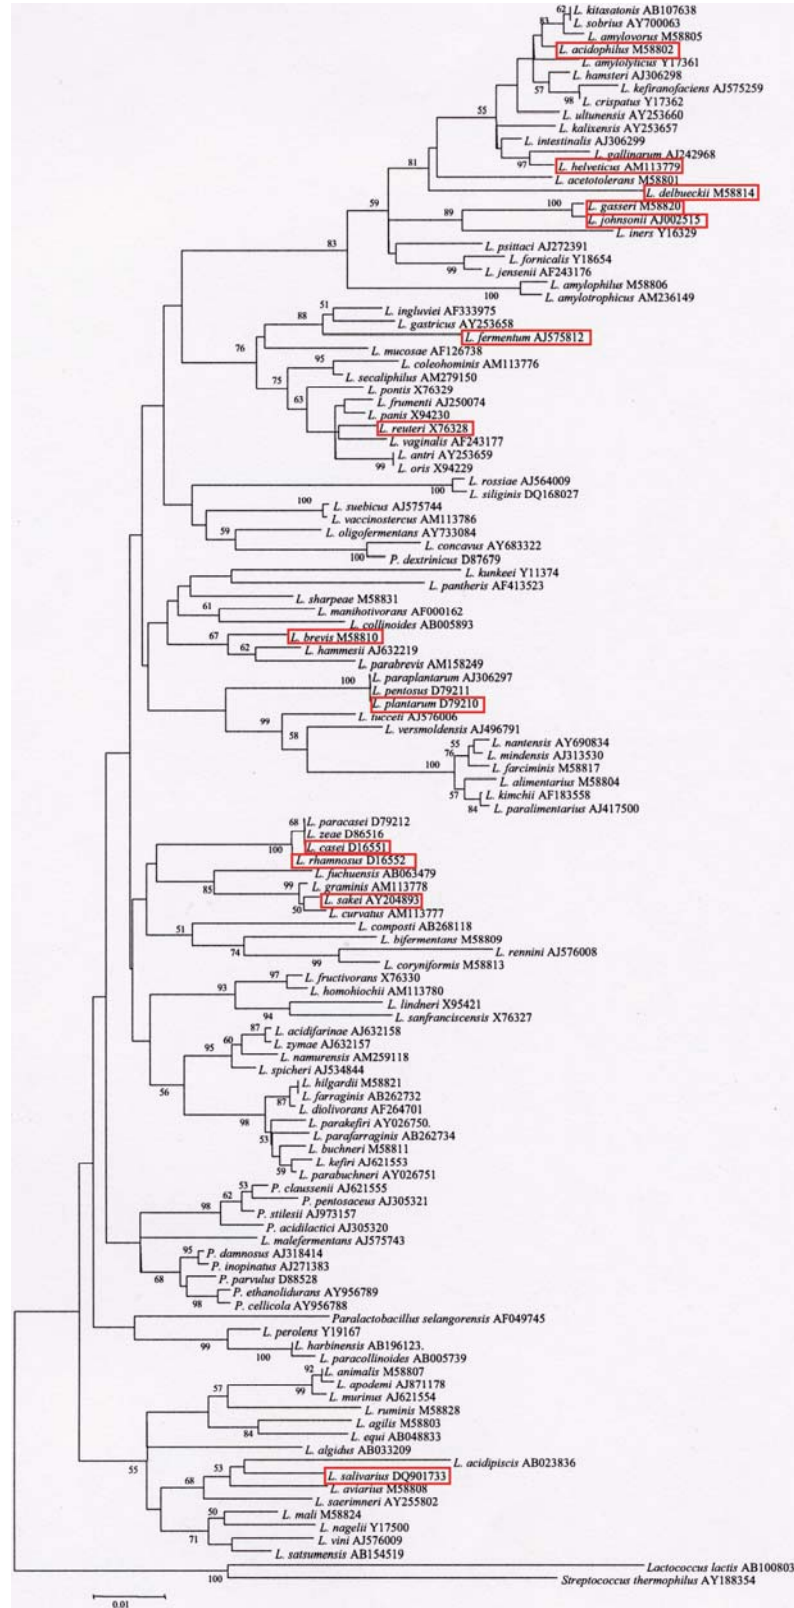 62 L. kitasatonis AB107638
83 L. sobrius AY700063
L. amylovorus M58805
L. acidophilus M58802
L. amylolyticus Y17361
L. hamsteri AJ306298
57 L. kefiranofaciens AJ575259
98 L. crispatus Y17362
55 L. ultunensis AY253660
L. kalixensis AY253657
L. intestinalis AJ306299
L. gallinarum AJ242968
81 97 L. helveticus AM113779
L. acetotolerans M58801
L. delbueckii M58814
59 100 L. gasseri M58820
89 L. johnsonii AJ002515
L. iners Y16329
83 L. psittaci AJ272391
L. fornicalis Y18654
99 L. jensenii AF243176
L. amylophilus M58806
100 L. amylotrophicus AM236149
51 L. ingluviei AF333975
88 L. gastricus AY253658
L. fermentum AJ575812
76 L. mucosae AF126738
95 L. coleohominis AM113776
75 L. secaliphilus AM279150
L. pontis X76329
63 L. frumenti AJ250074
L. panis X94230
L. reuteri X76328
L. vaginalis AF243177
L. antri AY253659
99 L. oris X94229
L. rossiae AJ564009
100 L. siliginis DQ168027
100 L. suebicus AJ575744
L. vaccinostercus AM113786
59 L. oligofermentans AY733084
L. concavus AY683322
100 P. dextrinicus D87679
L. kunkeei Y11374
L. pantheris AF413523
L. sharpeae M58831
61 L. manihotivorans AF000162
L. collinoides AB005893
67 L. brevis M58810
62 L. hammesii AJ632219
L. parabrevis AM158249
100 L. paraplantarum AJ306297
L. pentosus D79211
L. plantarum D79210
99 L. tucceti AJ576006
58 L. versmoldensis AJ496791
55 L. nantensis AY690834
76 L. mindensis AJ313530
100 L. farciminis M58817
L. alimentarius M58804
57 L. kimchii AF183558
84 L. paralimentarius AJ417500
68 L. paracasei D79212
L. zeae D86516
100 L. casei D16551
L. rhamnosus D16552
L. fuchuensis AB063479
85 99 L. graminis AM113778
L. sakei AY204893
50 L. curvatus AM113777
L. composti AB268118
51 L. bifermentans M58809
74 L. rennini AJ576008
99 L. coryniformis M58813
97 L. fructivorans X76330
93 L. homohiochii AM113780
L. lindneri X95421
94 L. sanfranciscensis X76327
87 L. acidifarinae AJ632158
60 L. zymae AJ632157
95 L. namurensis AM259118
L. spicheri AJ534844
56 L. hilgardii M58821
87 L. farraginis AB262732
L. diolivorans AF264701
98 L. parakefiri AY026750.
53 L. parafarraginis AB262734
L. buchneri M58811
L. kefiri AJ621553
59 L. parabuchneri AY026751
53 P. claussenii AJ621555
62 P. pentosaceus AJ305321
98 P. stilesii AJ973157
P. acidilactici AJ305320
L. malefermentans AJ575743
95 P. damnosus AJ318414
P. inopinatus AJ271383
68 P. parvulus D88528
P. ethanolidurans AY956789
98 P. cellicola AY956788
Paralactobacillus selangorensis AF049745
L. perolens Y19167
99 L. harbinensis AB196123.
100 L. paracollinoides AB005739
92 L. animalis M58807
L. apodemi AJ871178
57 99 L. murinus AJ621554
L. ruminis M58828
L. agilis M58803
84 L. equi AB048833
L. algidus AB033209
55 L. acidipiscis AB023836
53 L. salivarius DQ901733
68 L. aviarius M58808
L. saerimneri AY255802
50 L. mali M58824
L. nagelii Y17500
71 L. vini AJ576009
L. satsumensis AB154519
Lactococcus lactis AB100803
100 Streptococcus thermophilus AY188354
0.01